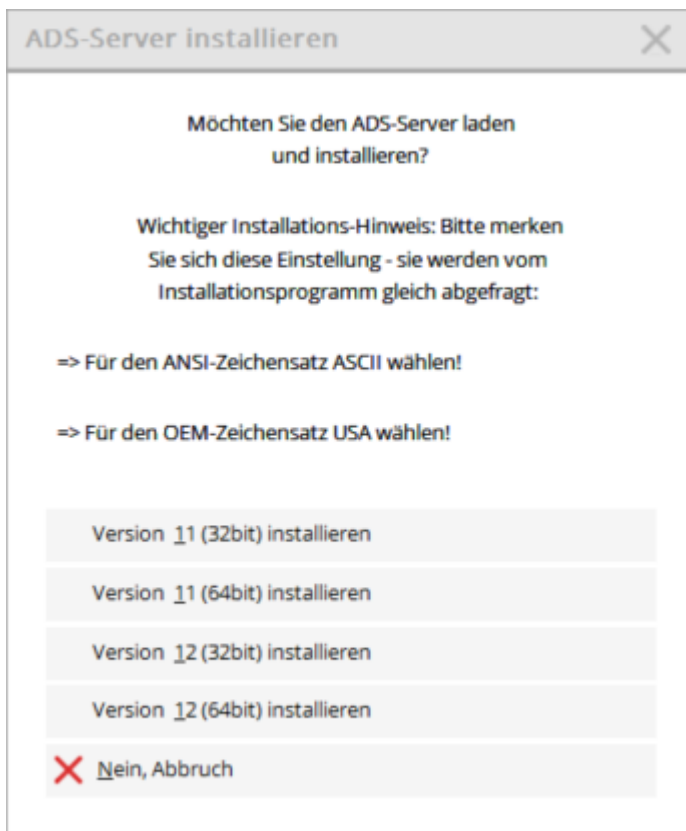 ADS-Server installieren
Möchten Sie den ADS-Server laden
und installieren?
Wichtiger Installations-Hinweis: Bitte merken
Sie sich diese Einstellung - sie werden vom
Installationsprogramm gleich abgefragt:
=> Für den ANSI-Zeichensatz ASCII wählen!
=> Für den OEM-Zeichensatz USA wählen!
Version 11 (32bit) installieren
Version 11 (64bit) installieren
Version 12 (32bit) installieren
Version 12 (64bit) installieren
Nein, Abbruch